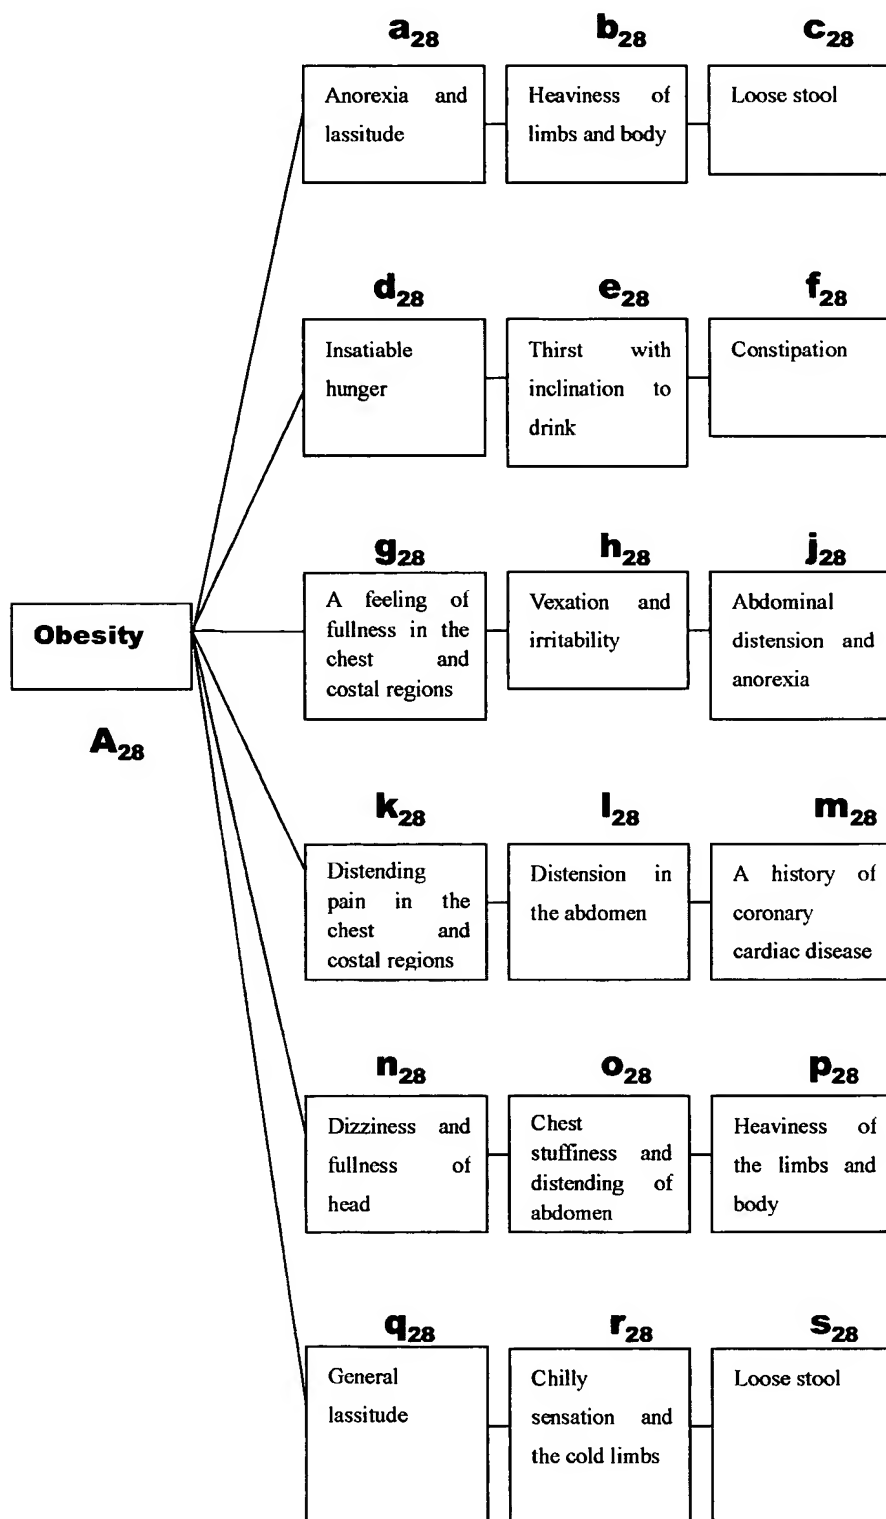 a28 b28 c28
Anorexia and
lassitude
Heaviness of
limbs and body
Loose stool
d28 e28 f28
Insatiable
hunger
Thirst with
inclination to
drink
Constipation
g28 h28 j28
A feeling of
fullness in the
chest and
costal regions
Vexation and
irritability
Abdominal
distension and
anorexia
Obesity
A28
k28 l28 m28
Distending
pain in the
chest and
costal regions
Distension in
the abdomen
A history of
coronary
cardiac disease
n28 o28 p28
Dizziness and
fullness of
head
Chest
stuffiness and
distending of
abdomen
Heaviness of
the limbs and
body
q28 r28 s28
General
lassitude
Chilly
sensation and
the cold limbs
Loose stool